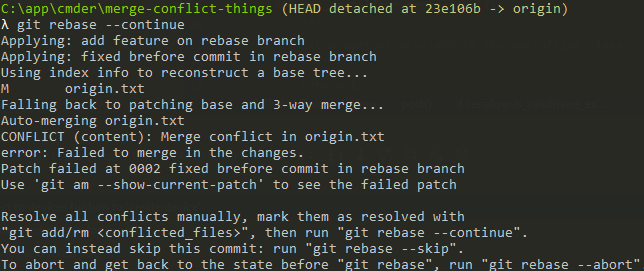 C:\app\cmder\merge-conflict-things (HEAD detached at 23e106b -> origin)
λ git rebase --continue
Applying: add feature on rebase branch
Applying: fixed brefore commit in rebase branch
Using index info to reconstruct a base tree...
M       origin.txt
Falling back to patching base and 3-way merge...
Auto-merging origin.txt
CONFLICT (content): Merge conflict in origin.txt
error: Failed to merge in the changes.
Patch failed at 0002 fixed brefore commit in rebase branch
Use 'git am --show-current-patch' to see the failed patch
Resolve all conflicts manually, mark them as resolved with
"git add/rm <conflicted_files>", then run "git rebase --continue".
You can instead skip this commit: run "git rebase --skip".
To abort and get back to the state before "git rebase", run "git rebase --abort"